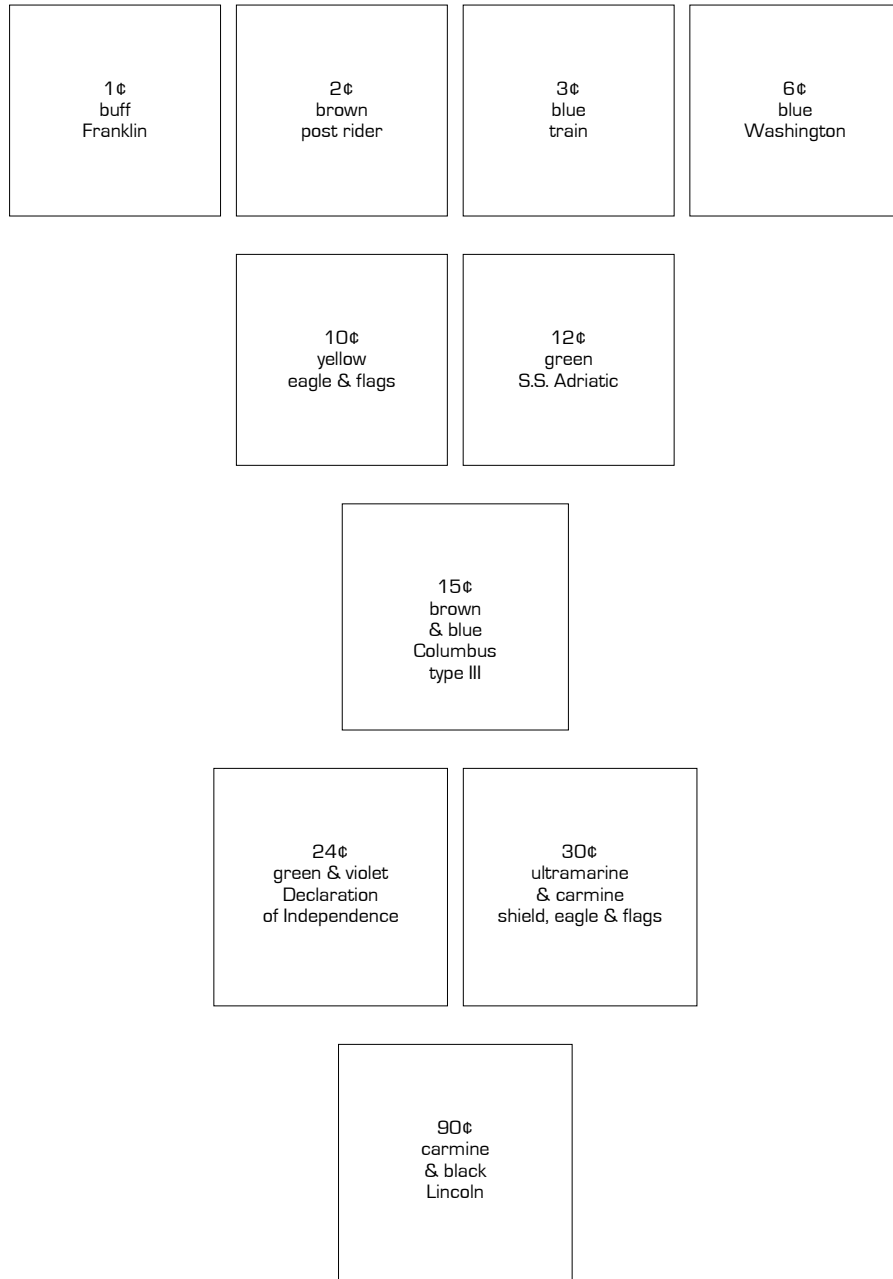 1¢
buff
Franklin
2¢
brown
post rider
3¢
blue
train
6¢
blue
Washington
10¢
yellow
eagle & flags
12¢
green
S.S. Adriatic
15¢
brown
& blue
Columbus
type III
24¢
green & violet
Declaration
of Independence
30¢
ultramarine
& carmine
shield, eagle & flags
90¢
carmine
& black
Lincoln